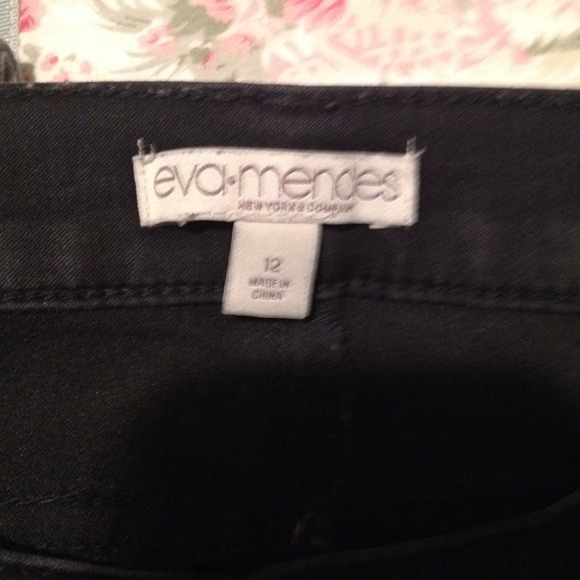 eva•mendes
NEW YORK & COMPANY
12
MADE IN
CHINA